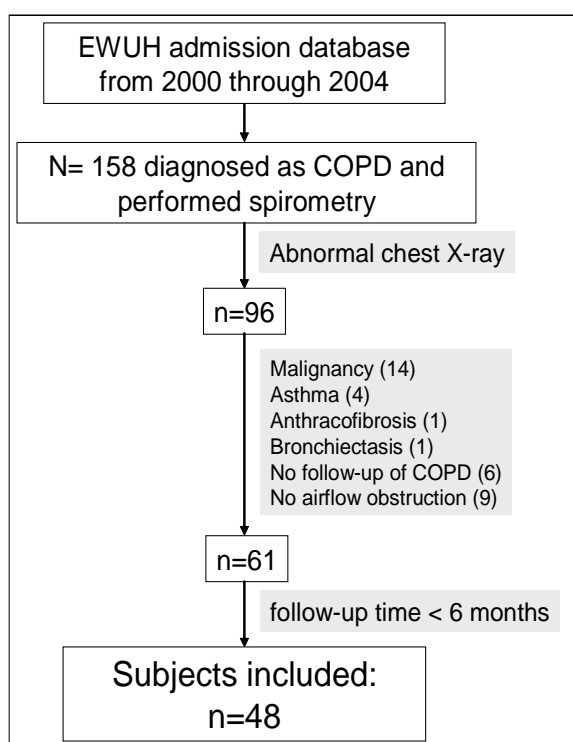 EWUH admission database
from 2000 through 2004
N= 158 diagnosed as COPD and
performed spirometry
Abnormal chest X-ray
n=96
Malignancy (14)
Asthma (4)
Anthracofibrosis (1)
Bronchiectasis (1)
No follow-up of COPD (6)
No airflow obstruction (9)
n=61
follow-up time < 6 months
Subjects included:
n=48